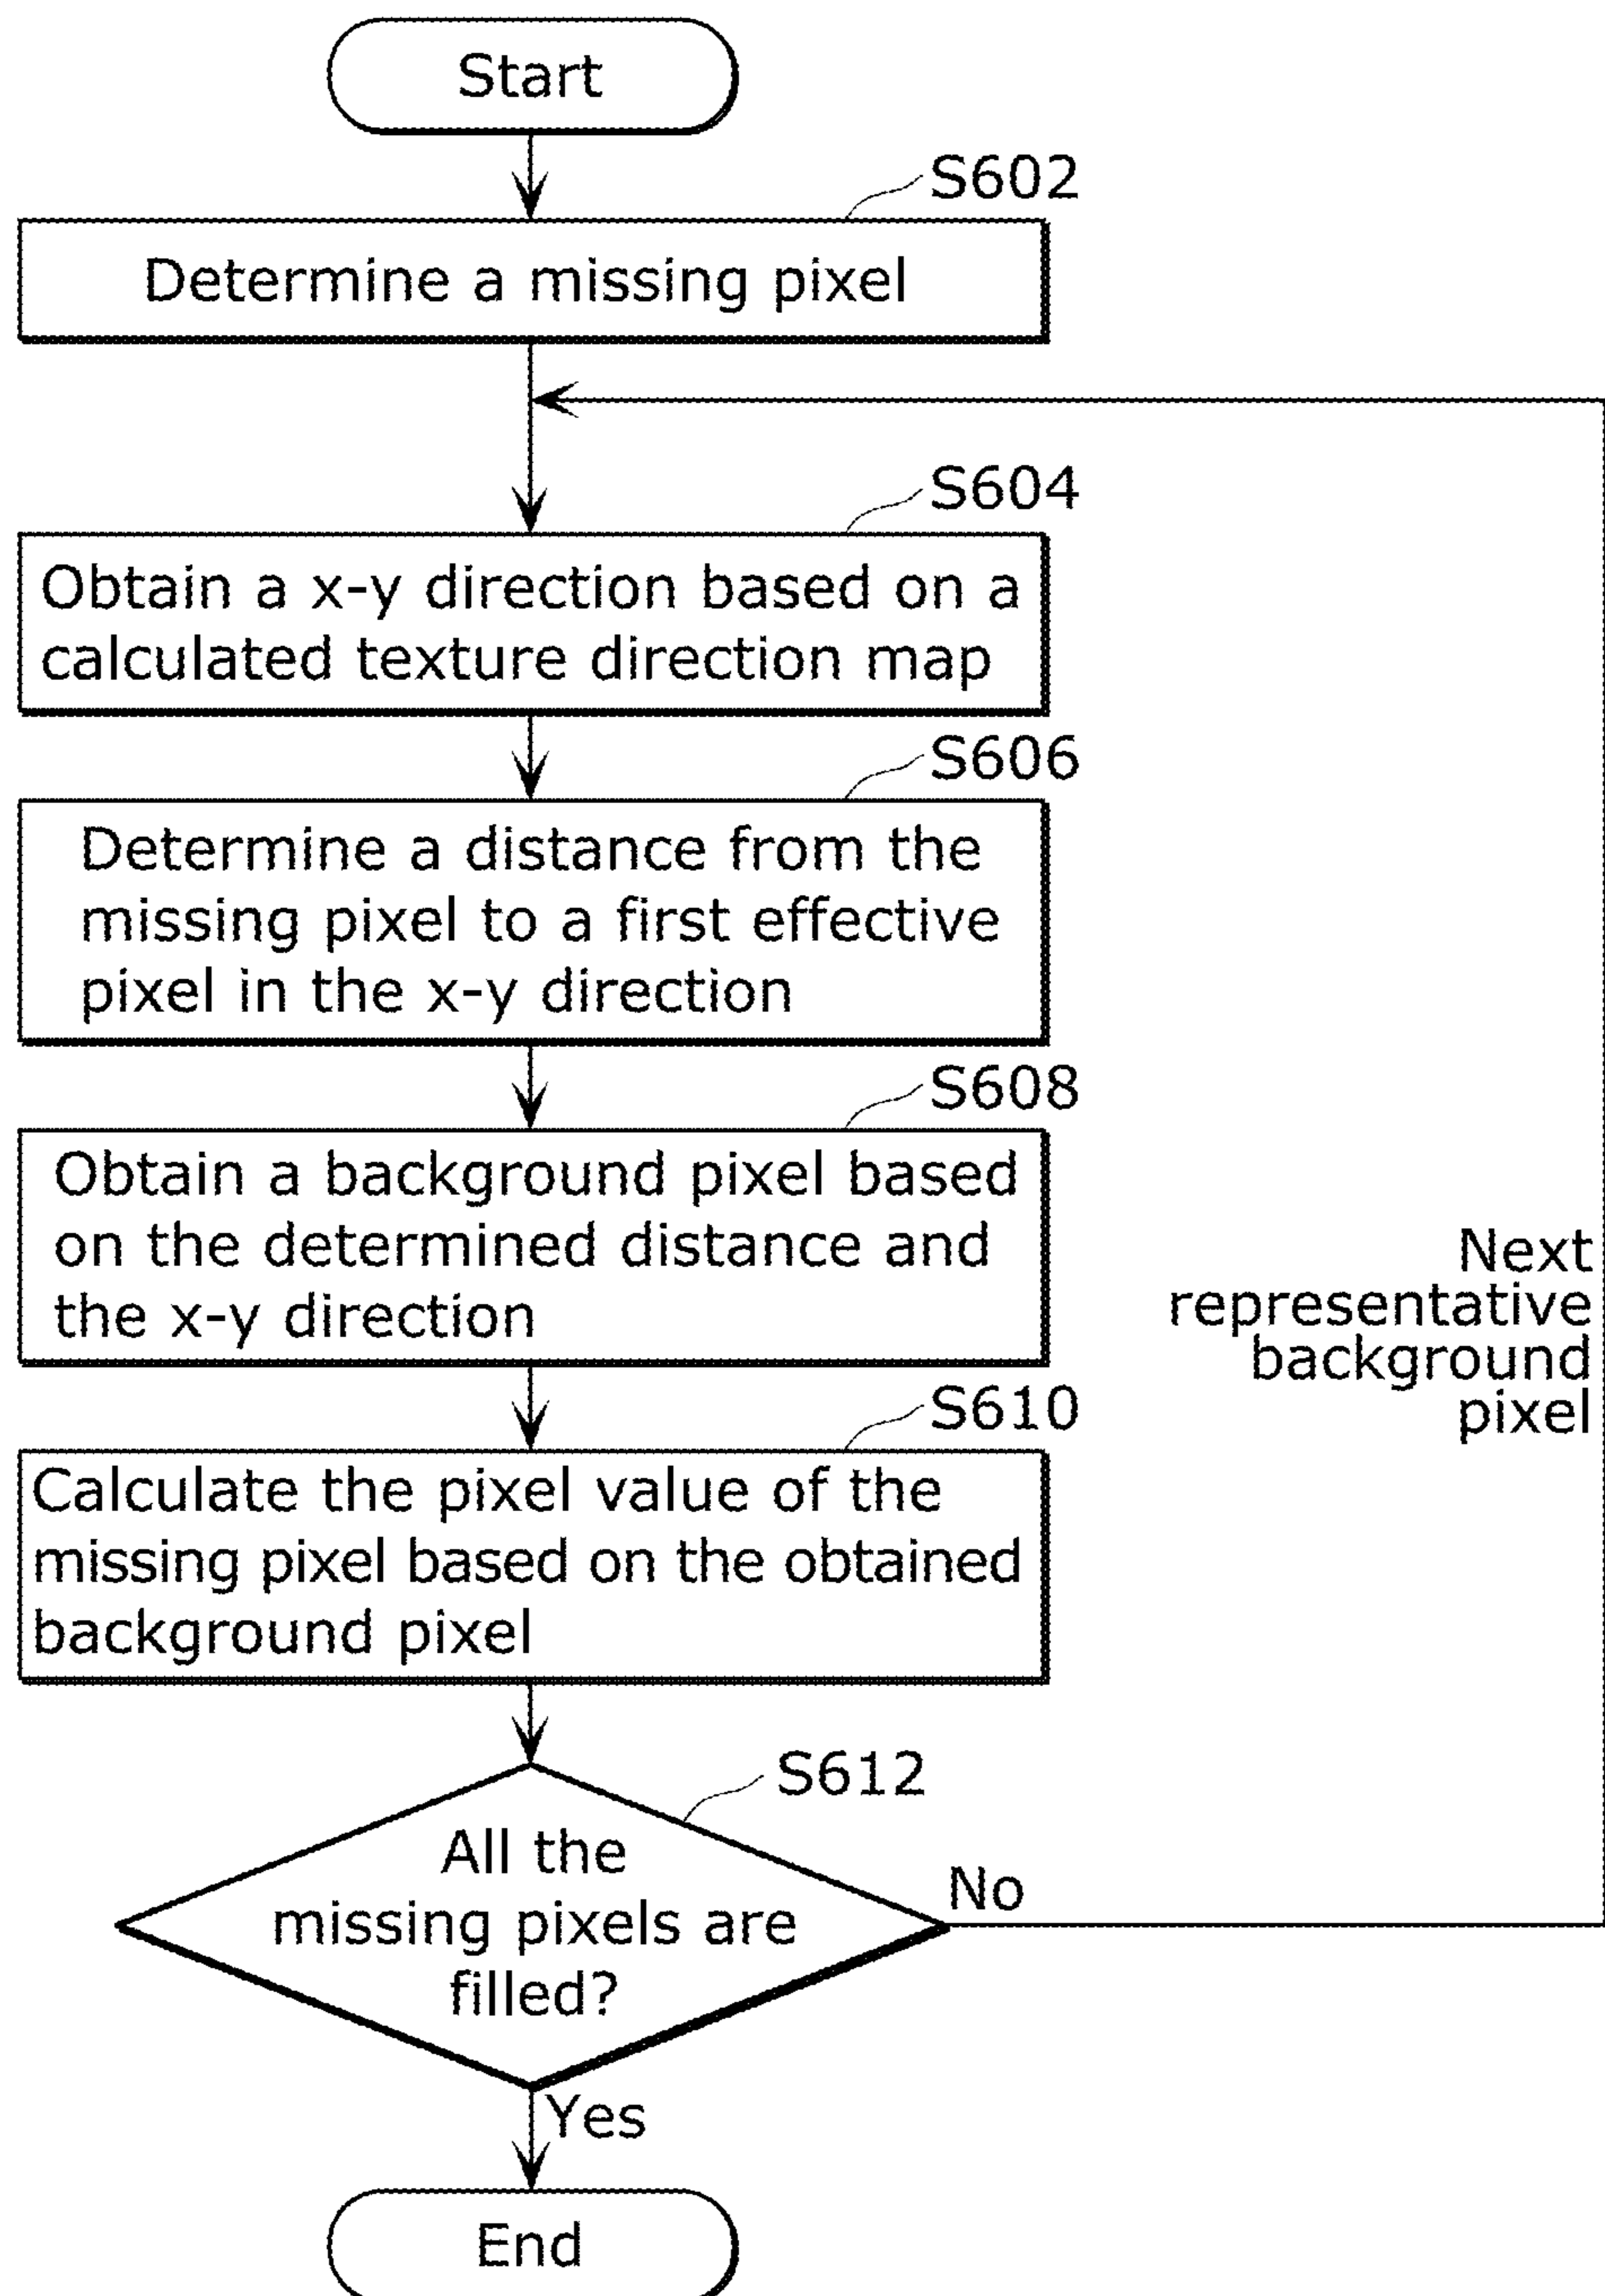 Start
S602
Determine a missing pixel
S604
Obtain a x-y direction based on a
calculated texture direction map
S606
Determine a distance from the
missing pixel to a first effective
pixel in the x-y direction
S608
Obtain a background pixel based
on the determined distance and
the x-y direction
Next
representative
background
pixel
S610
Calculate the pixel value of the
missing pixel based on the obtained
background pixel
S612
All the
missing pixels are
filled?
No
Yes
End